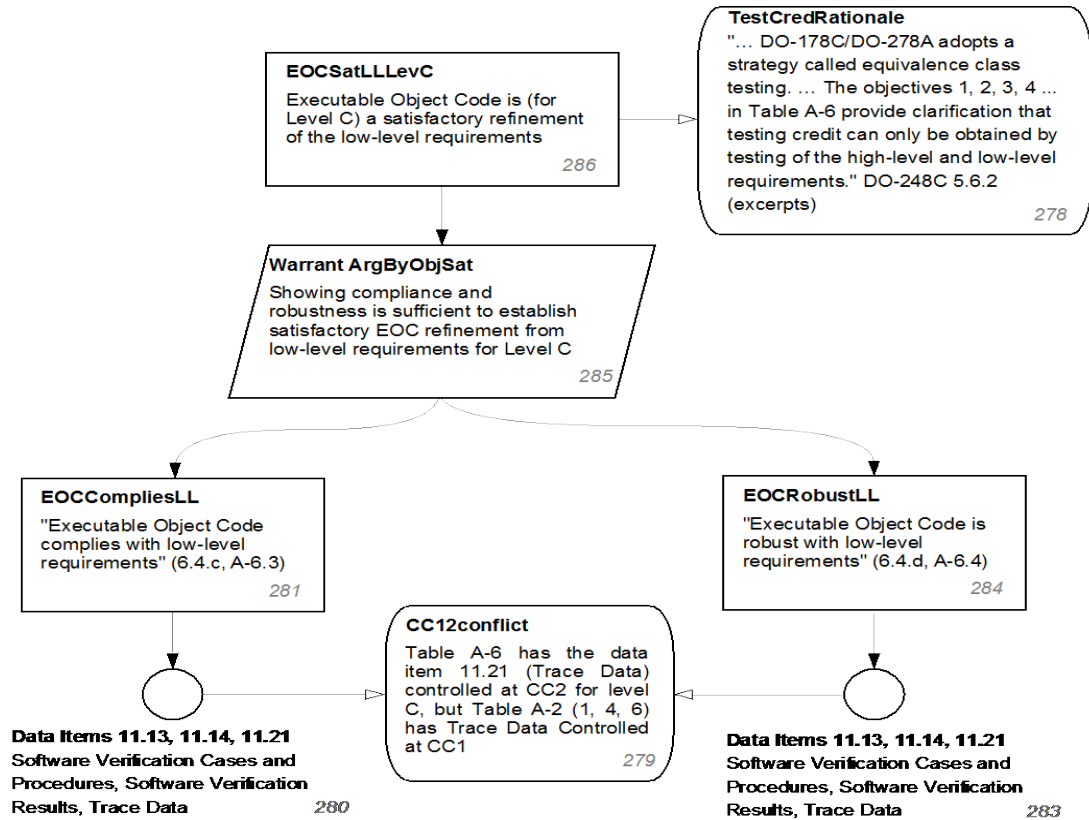 EOCSatLLLevC
Executable Object Code is (for
Level C) a satisfactory refinement
of the low-level requirements
286
TestCredRationale
"... DO-178C/DO-278A adopts a
strategy called equivalence class
testing. ... The objectives 1, 2, 3, 4 ...
in Table A-6 provide clarification that
testing credit can only be obtained by
testing of the high-level and low-level
requirements." DO-248C 5.6.2
(excerpts)
278
Warrant ArgByObjSat
Showing compliance and
robustness is sufficient to establish
satisfactory EOC refinement from
low-level requirements for Level C
285
EOCCompliesLL
"Executable Object Code
complies with low-level
requirements" (6.4.c, A-6.3)
281
EOCRobustLL
"Executable Object Code is
robust with low-level
requirements" (6.4.d, A-6.4)
284
CC12conflict
Table A-6 has the data
item 11.21 (Trace Data)
controlled at CC2 for level
C, but Table A-2 (1, 4, 6)
has Trace Data Controlled
at CC1
279
Data Items 11.13, 11.14, 11.21
Software Verification Cases and
Procedures, Software Verification
Results, Trace Data
280
Data Items 11.13, 11.14, 11.21
Software Verification Cases and
Procedures, Software Verification
Results, Trace Data
283